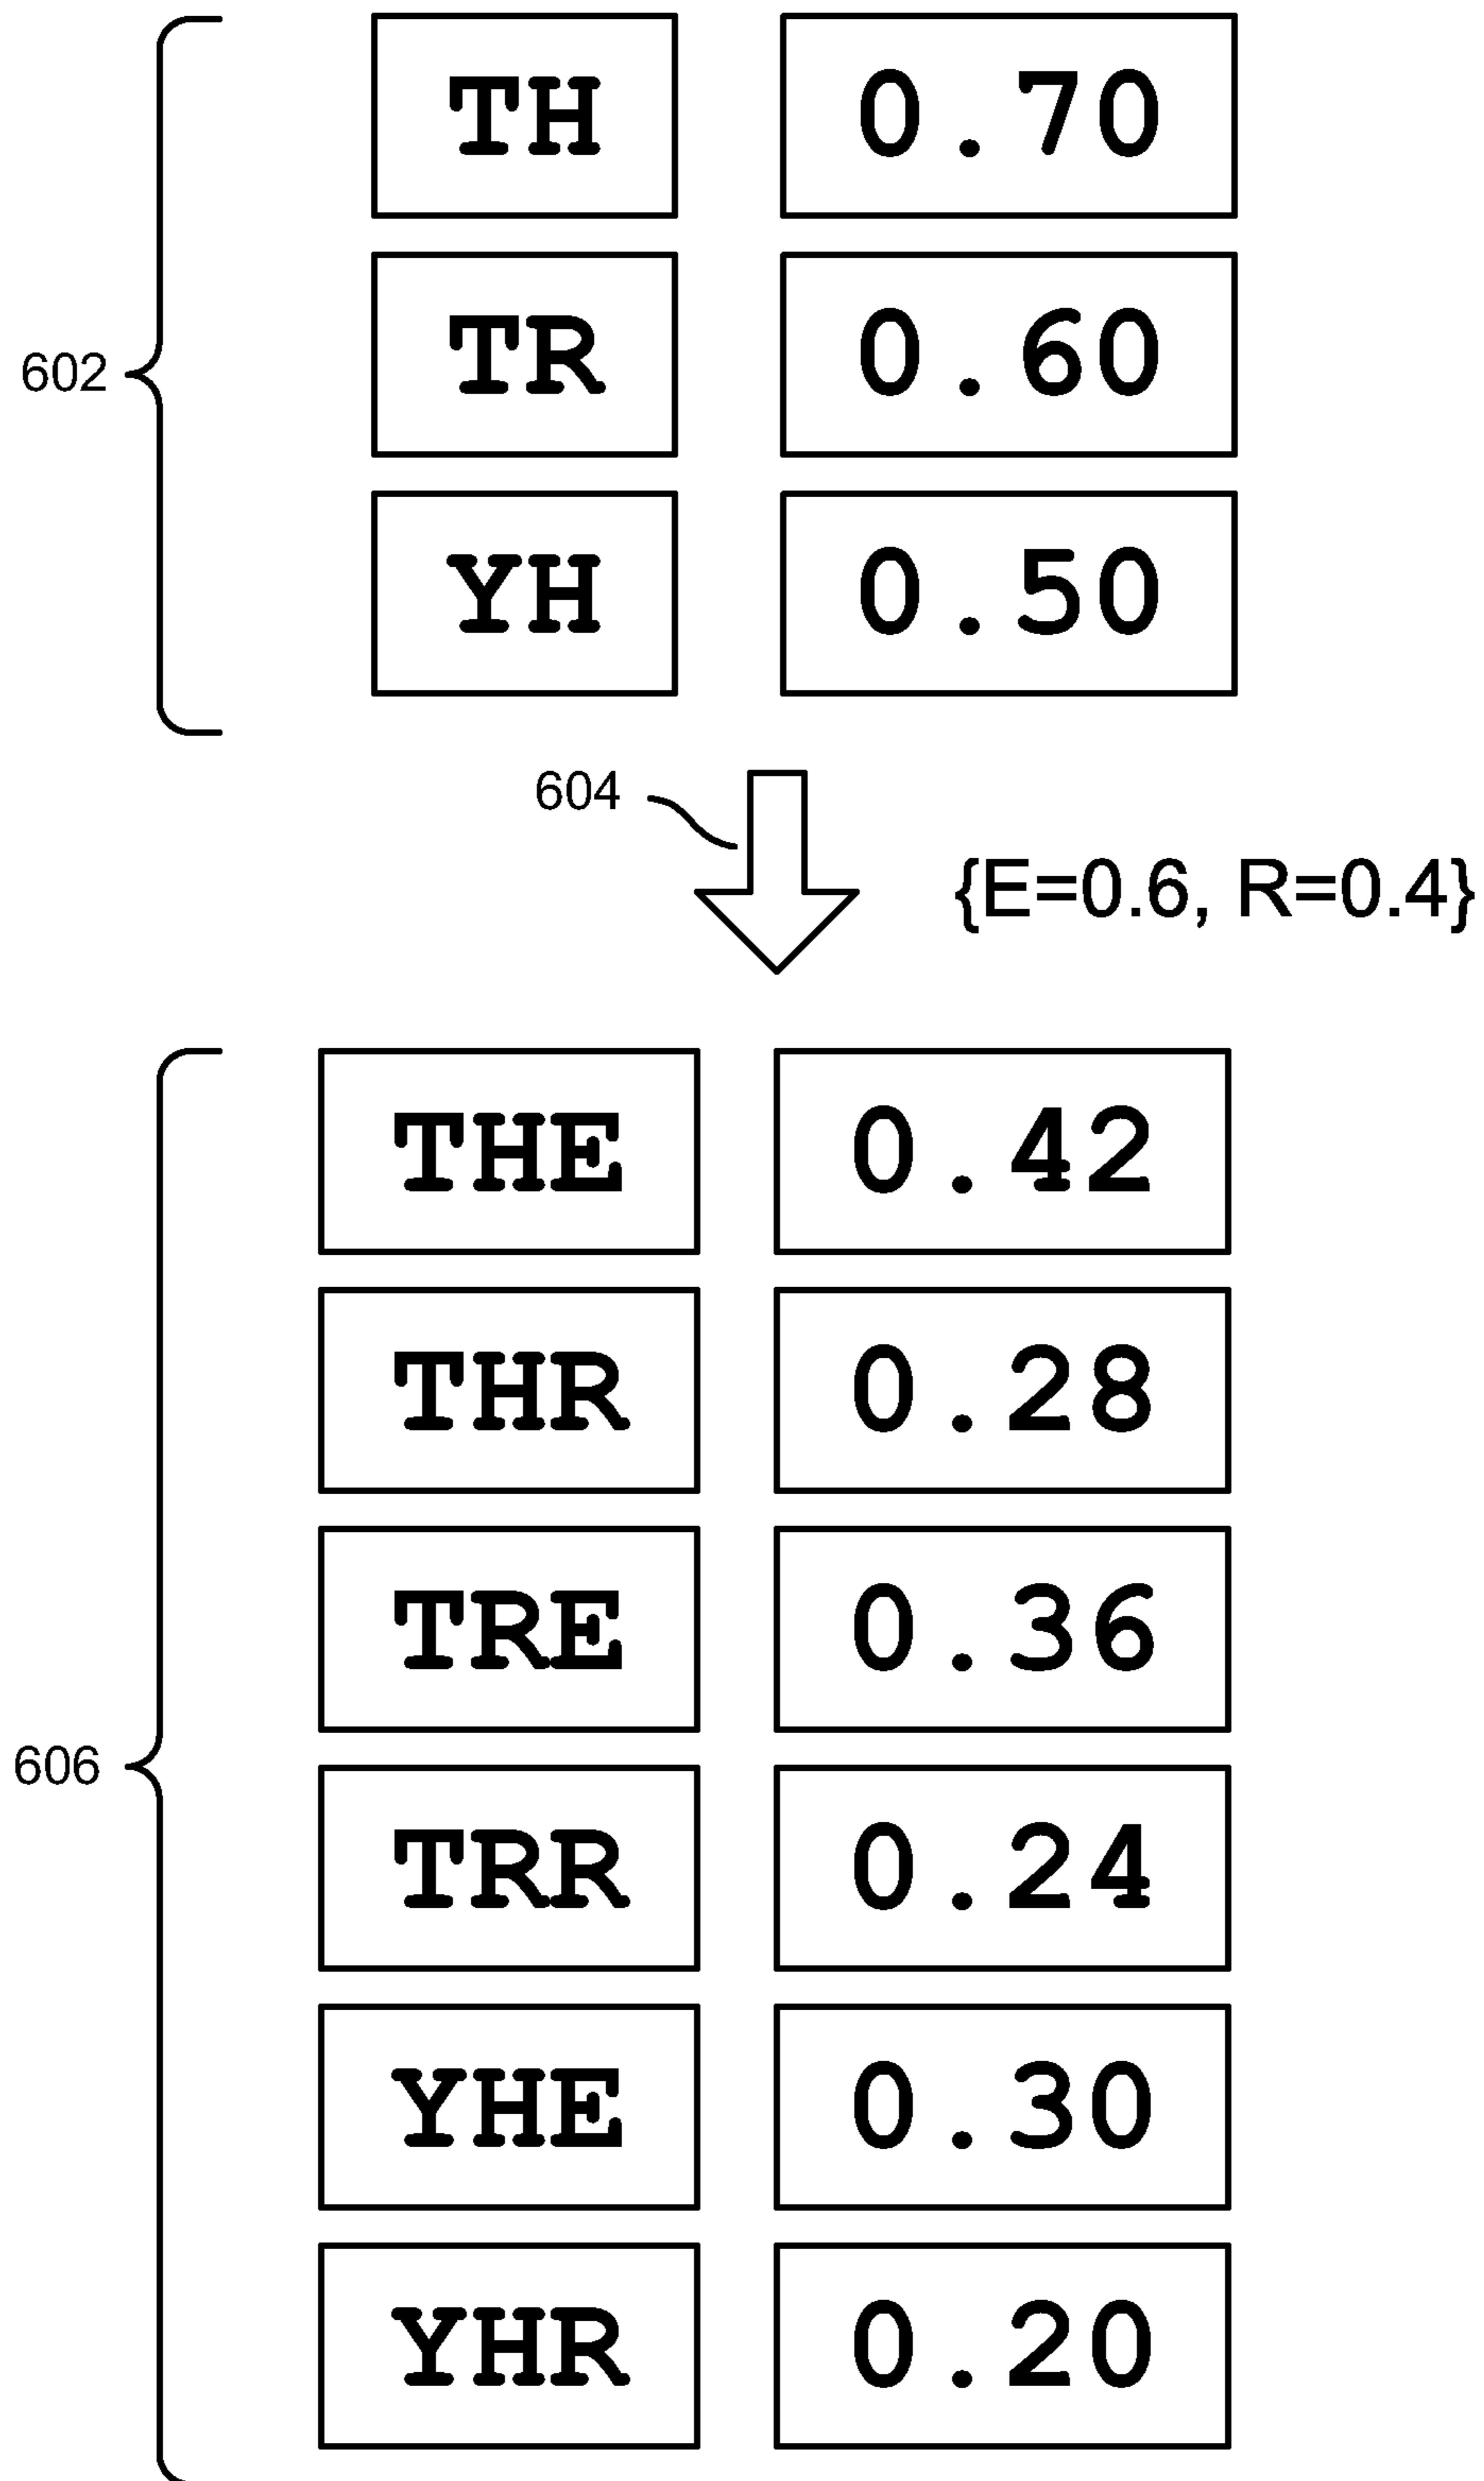 TH 0.70
TR 0.60
602
YH 0.50
604
{E=0.6, R=0.4}
THE 0.42
THR 0.28
TRE 0.36
606
TRR 0.24
YHE 0.30
YHR 0.20